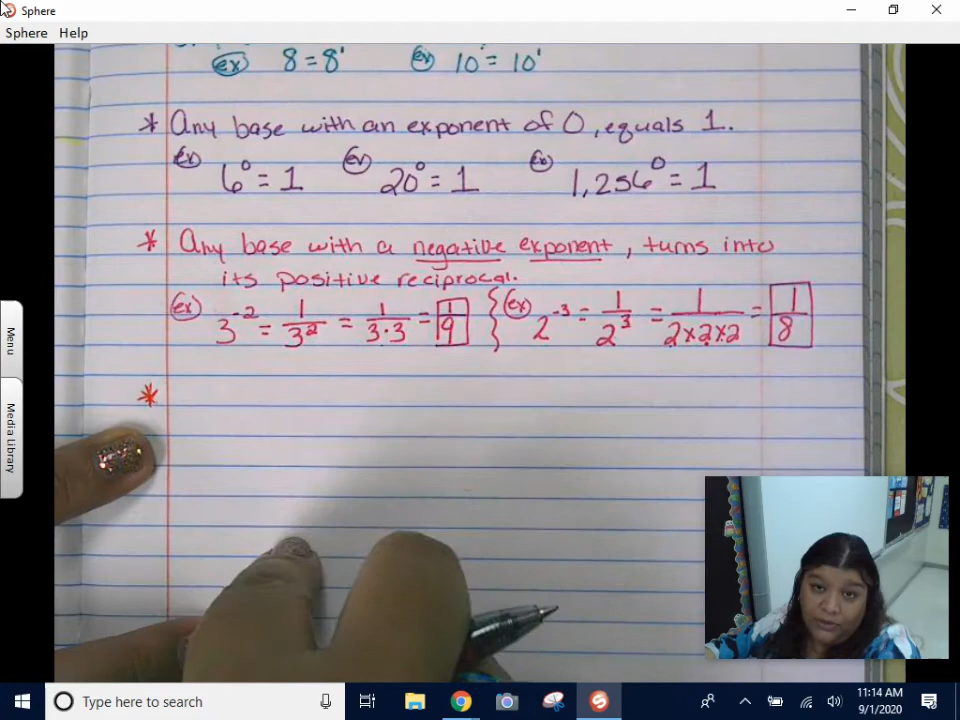 Sphere
Sphere Help
ex 8 = 8¹ ex 10 = 10¹
* Any base with an exponent of 0, equals 1.
ex 6⁰ = 1 ex 20⁰ = 1 ex 1,256⁰ = 1
* Any base with a negative exponent, turns into
its positive reciprocal.
ex 3⁻² = 1/3² = 1/3·3 = 1/9 { ex 2⁻³ = 1/2³ = 1/2×2×2 = 1/8
*
Menu
Media Library
Type here to search
11:14 AM
9/1/2020